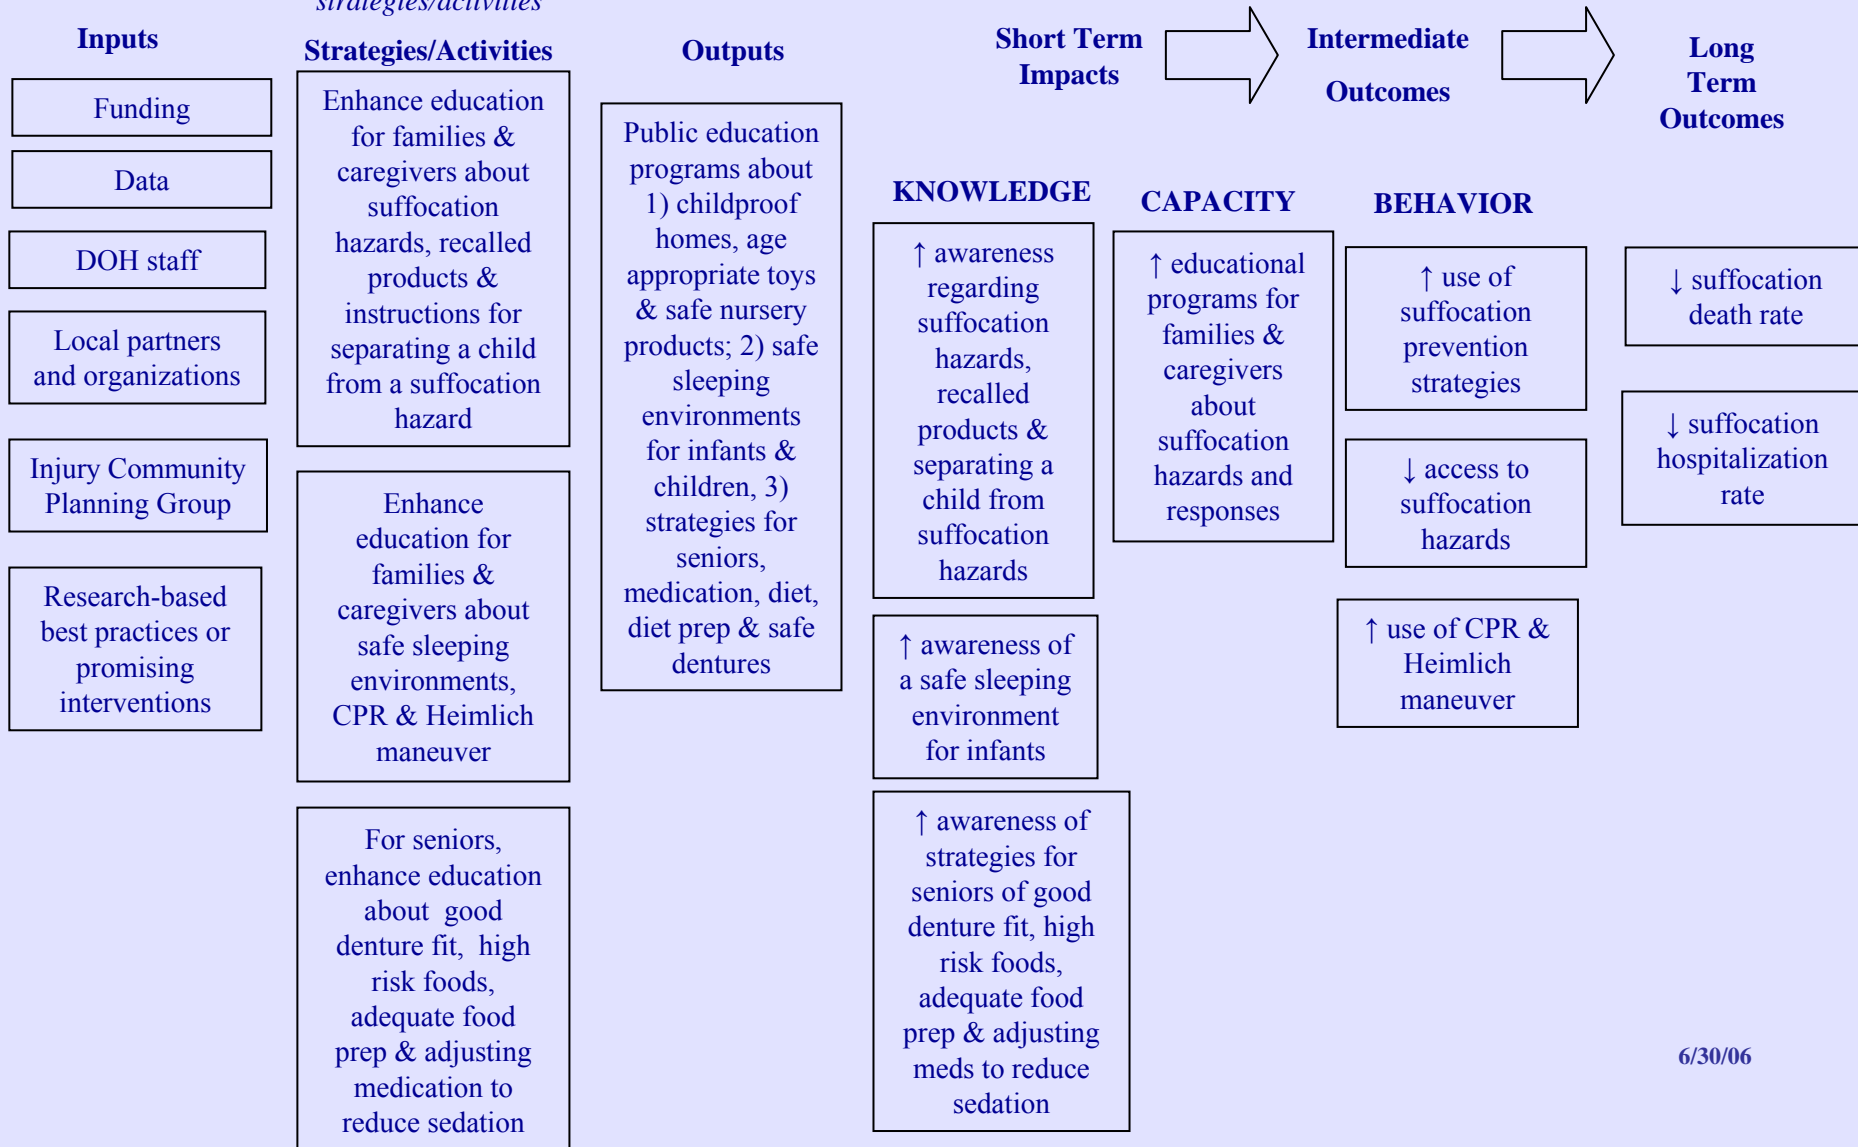 strategies/activities
Inputs
Funding
Data
DOH staff
Local partners
and organizations
Injury Community
Planning Group
Research-based
best practices or
promising
interventions
Strategies/Activities
Enhance education
for families &
caregivers about
suffocation
hazards, recalled
products &
instructions for
separating a child
from a suffocation
hazard
Enhance
education for
families &
caregivers about
safe sleeping
environments,
CPR & Heimlich
maneuver
For seniors,
enhance education
about good
denture fit, high
risk foods,
adequate food
prep & adjusting
medication to
reduce sedation
Outputs
Public education
programs about
1) childproof
homes, age
appropriate toys
& safe nursery
products; 2) safe
sleeping
environments
for infants &
children, 3)
strategies for
seniors,
medication, diet,
diet prep & safe
dentures
Short Term
Impacts
KNOWLEDGE
↑ awareness
regarding
suffocation
hazards,
recalled
products &
separating a
child from
suffocation
hazards
↑ awareness of
a safe sleeping
environment
for infants
↑ awareness of
strategies for
seniors of good
denture fit, high
risk foods,
adequate food
prep & adjusting
meds to reduce
sedation
CAPACITY
↑ educational
programs for
families &
caregivers
about
suffocation
hazards and
responses
Intermediate
Outcomes
BEHAVIOR
↑ use of
suffocation
prevention
strategies
↓ access to
suffocation
hazards
↑ use of CPR &
Heimlich
maneuver
Long
Term
Outcomes
↓ suffocation
death rate
↓ suffocation
hospitalization
rate
6/30/06